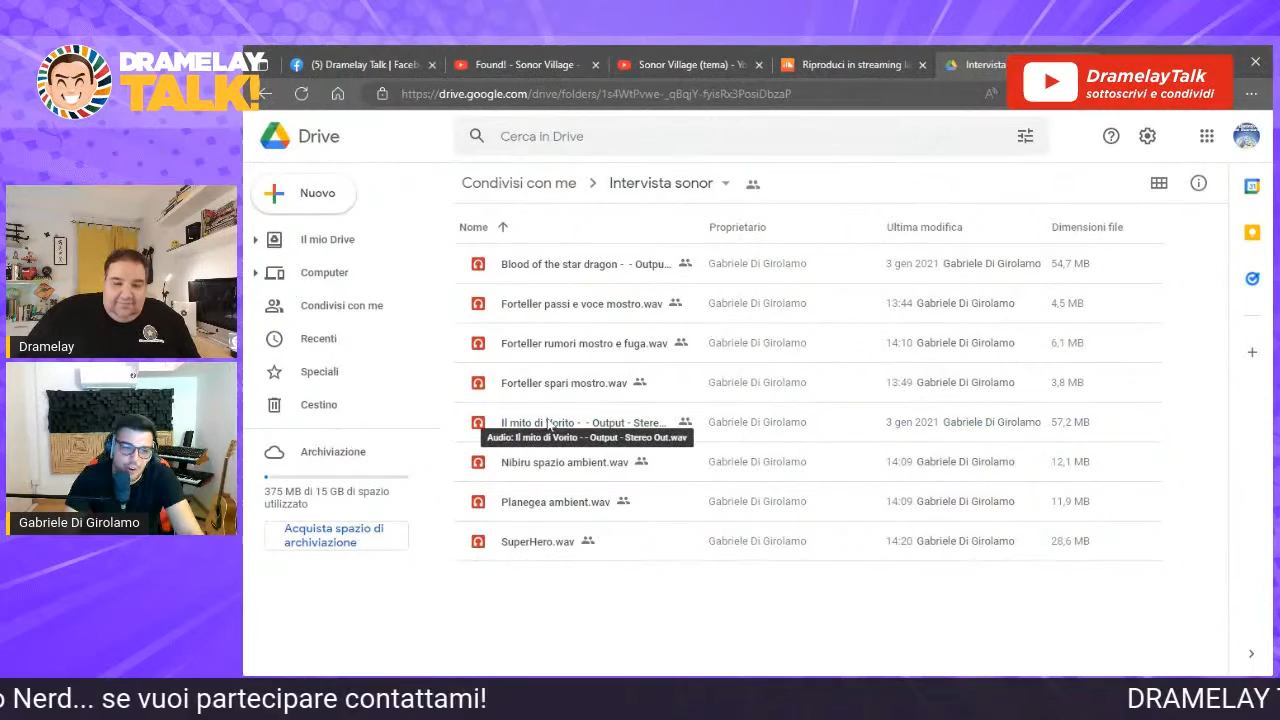 DRAMELAY
TALK!
(5) Dramelay Talk | Faceb
Found! - Sonor Village -
Sonor Village (tema) - Yo
Riproduci in streaming la
Intervista
DramelayTalk
sottoscrivi e condividi
Drive
Cerca in Drive
Nuovo
Condivisi con me
Intervista sonor
Il mio Drive
Computer
Condivisi con me
Recenti
Speciali
Cestino
Archiviazione
375 MB di 15 GB di spazio
utilizzato
Acquista spazio di
archiviazione
Nome
Proprietario
Ultima modifica
Dimensioni file
Blood of the star dragon - - Outpu... Gabriele Di Girolamo 3 gen 2021 Gabriele Di Girolamo 54,7 MB
Forteller passi e voce mostro.wav Gabriele Di Girolamo 13:44 Gabriele Di Girolamo 4,5 MB
Forteller rumori mostro e fuga.wav Gabriele Di Girolamo 14:10 Gabriele Di Girolamo 6,1 MB
Forteller spari mostro.wav Gabriele Di Girolamo 13:49 Gabriele Di Girolamo 3,8 MB
Il mito di Vorito - - Output - Stere... Gabriele Di Girolamo 3 gen 2021 Gabriele Di Girolamo 57,2 MB
Audio: Il mito di Vorito - - Output - Stereo Out.wav
Nibiru spazio ambient.wav Gabriele Di Girolamo 14:09 Gabriele Di Girolamo 12,1 MB
Planegea ambient.wav Gabriele Di Girolamo 14:09 Gabriele Di Girolamo 11,9 MB
SuperHero.wav Gabriele Di Girolamo 14:20 Gabriele Di Girolamo 28,6 MB
Dramelay
Gabriele Di Girolamo
o Nerd... se vuoi partecipare contattami!
DRAMELAY T